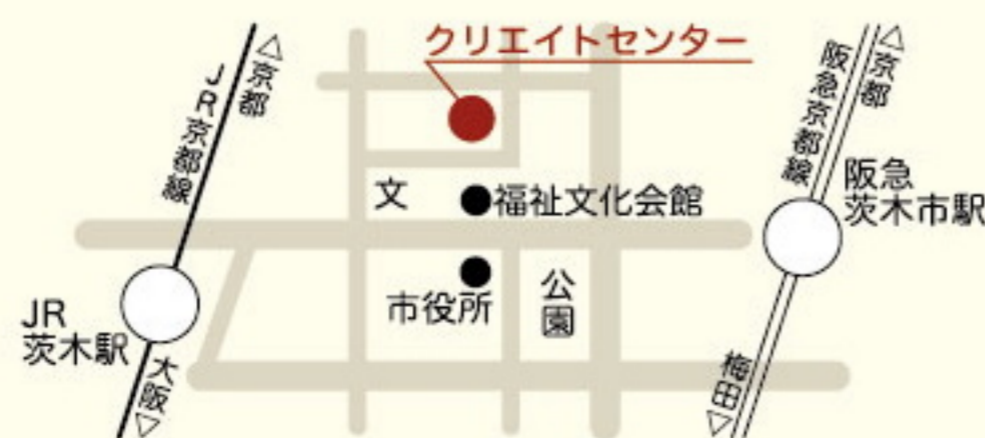 クリエイトセンター
△京都
JR京都線
△京都
阪急京都線
阪急
茨木市駅
文
福祉文化会館
市役所
公園
JR
茨木駅
大阪▽
梅田▽